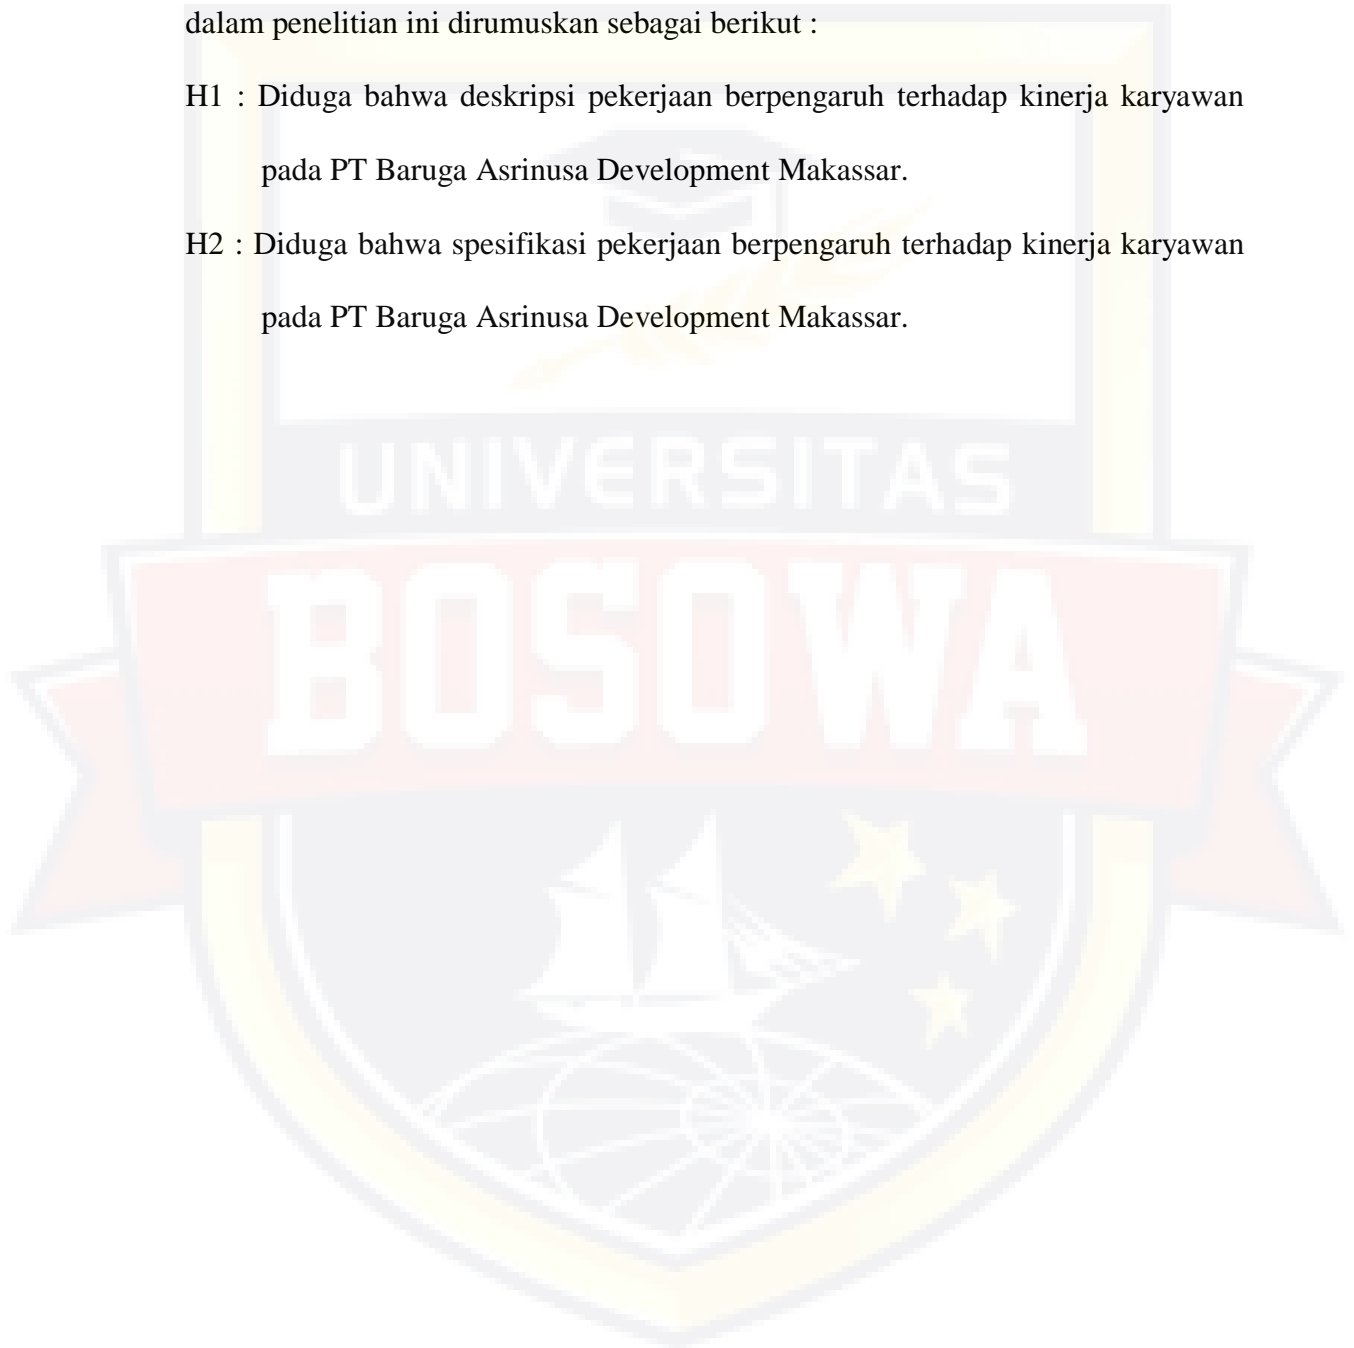 dalam penelitian ini dirumuskan sebagai berikut :
H1 : Diduga bahwa deskripsi pekerjaan berpengaruh terhadap kinerja karyawan
pada PT Baruga Asrinusa Development Makassar.
H2 : Diduga bahwa spesifikasi pekerjaan berpengaruh terhadap kinerja karyawan
pada PT Baruga Asrinusa Development Makassar.
UNIVERSITAS
BOSOWA